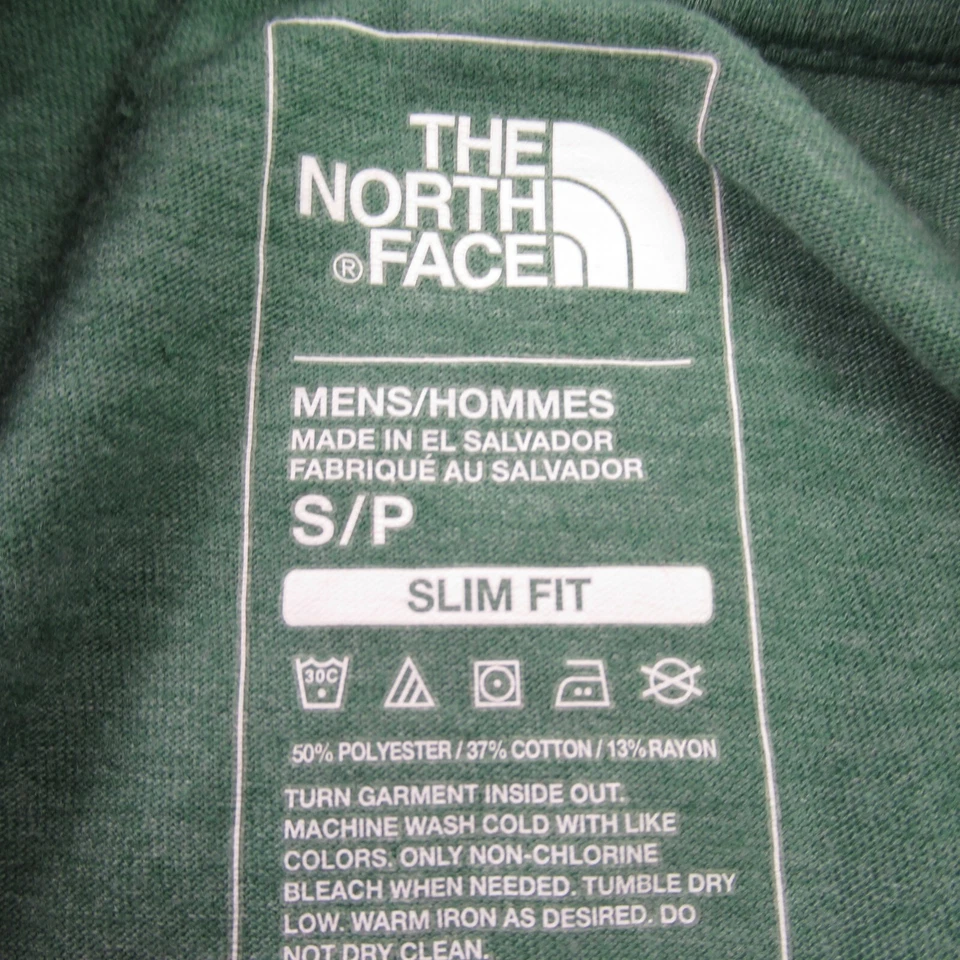 THE
NORTH
®FACE
MENS/HOMMES
MADE IN EL SALVADOR
FABRIQUÉ AU SALVADOR
S/P
SLIM FIT
30C
50% POLYESTER / 37% COTTON / 13% RAYON
TURN GARMENT INSIDE OUT.
MACHINE WASH COLD WITH LIKE
COLORS. ONLY NON-CHLORINE
BLEACH WHEN NEEDED. TUMBLE DRY
LOW. WARM IRON AS DESIRED. DO
NOT DRY CLEAN.